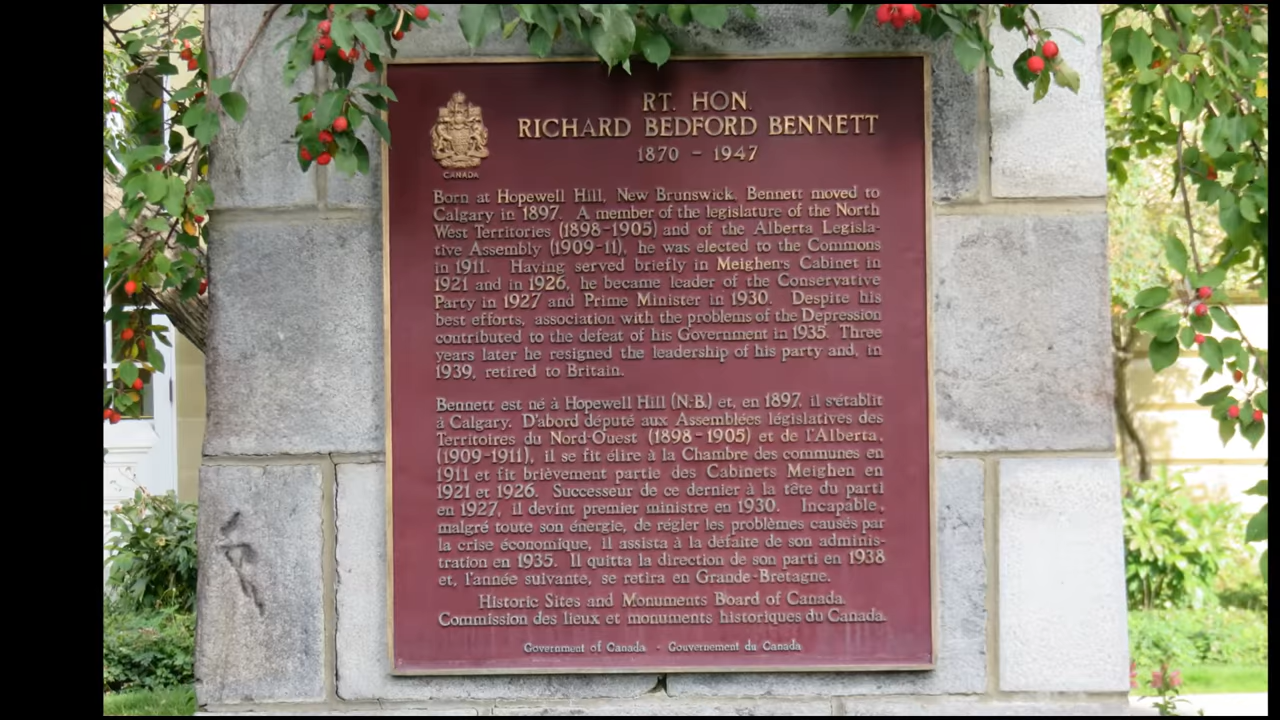 RT. HON.
RICHARD BEDFORD BENNETT
1870 - 1947
CANADA
Born at Hopewell Hill, New Brunswick, Bennett moved to
Calgary in 1897. A member of the legislature of the North
West Territories (1898-1905) and of the Alberta Legisla-
tive Assembly (1909-11), he was elected to the Commons
in 1911. Having served briefly in Meighen's Cabinet in
1921 and in 1926, he became leader of the Conservative
Party in 1927 and Prime Minister in 1930. Despite his
best efforts, association with the problems of the Depression
contributed to the defeat of his Government in 1935. Three
years later he resigned the leadership of his party and, in
1939, retired to Britain.
Bennett est né à Hopewell Hill (N.-B.) et, en 1897, il s'établit
à Calgary. D'abord député aux Assemblées législatives des
Territoires du Nord-Ouest (1898-1905) et de l'Alberta,
(1909-1911), il se fit élire à la Chambre des communes en
1911 et fit brièvement partie des Cabinets Meighen en
1921 et 1926. Successeur de ce dernier à la tête du parti
en 1927, il devint premier ministre en 1930. Incapable,
malgré toute son énergie, de régler les problèmes causés par
la crise économique, il assista à la défaite de son adminis-
tration en 1935. Il quitta la direction de son parti en 1938
et, l'année suivante, se retira en Grande-Bretagne.
Historic Sites and Monuments Board of Canada.
Commission des lieux et monuments historiques du Canada.
Government of Canada - Gouvernement du Canada